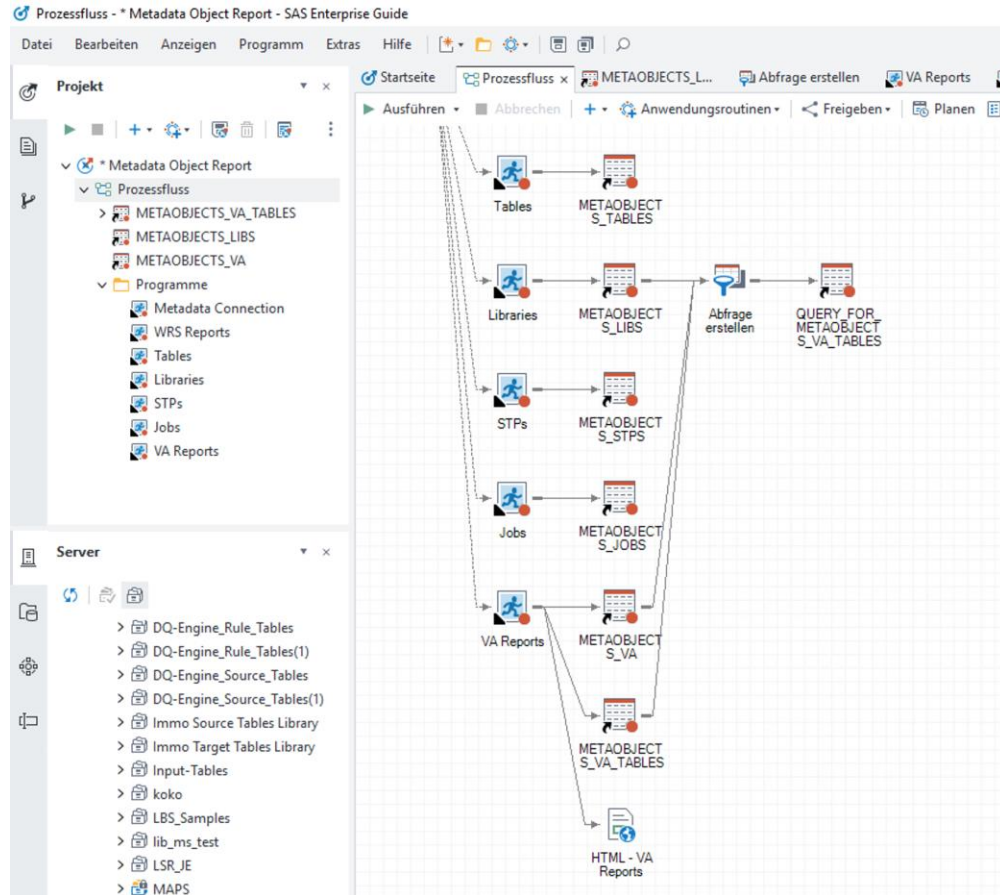 Prozessfluss - * Metadata Object Report - SAS Enterprise Guide
Datei Bearbeiten Anzeigen Programm Extras Hilfe
Projekt
* Metadata Object Report
Prozessfluss
METAOBJECTS_VA_TABLES
METAOBJECTS_LIBS
METAOBJECTS_VA
Programme
Metadata Connection
WRS Reports
Tables
Libraries
STPs
Jobs
VA Reports
Server
DQ-Engine_Rule_Tables
DQ-Engine_Rule_Tables(1)
DQ-Engine_Source_Tables
DQ-Engine_Source_Tables(1)
Immo Source Tables Library
Immo Target Tables Library
Input-Tables
koko
LBS_Samples
lib_ms_test
LSR_JE
MAPS
Startseite Prozessfluss METAOBJECTS_L... Abfrage erstellen VA Reports
Ausführen Abbrechen Anwendungsroutinen Freigeben Planen
Tables
METAOBJECT
S_TABLES
Libraries
METAOBJECT
S_LIBS
Abfrage
erstellen
QUERY_FOR_
METAOBJECT
S_VA_TABLES
STPs
METAOBJECT
S_STPS
Jobs
METAOBJECT
S_JOBS
VA Reports
METAOBJECT
S_VA
METAOBJECT
S_VA_TABLES
HTML - VA
Reports